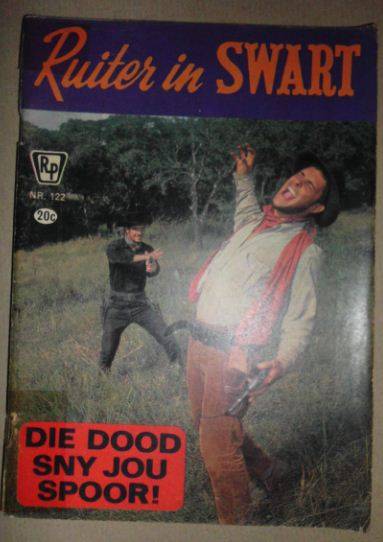 Ruiter in SWART
RP
NR. 122
20c
DIE DOOD
SNY JOU
SPOOR!